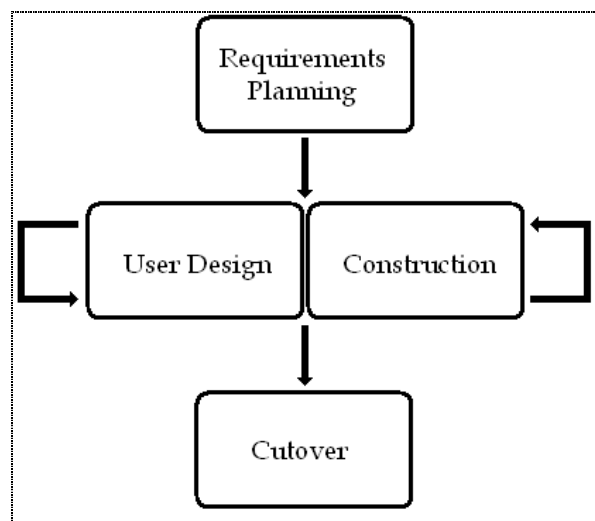 Requirements
Planning
User Design
Construction
Cutover